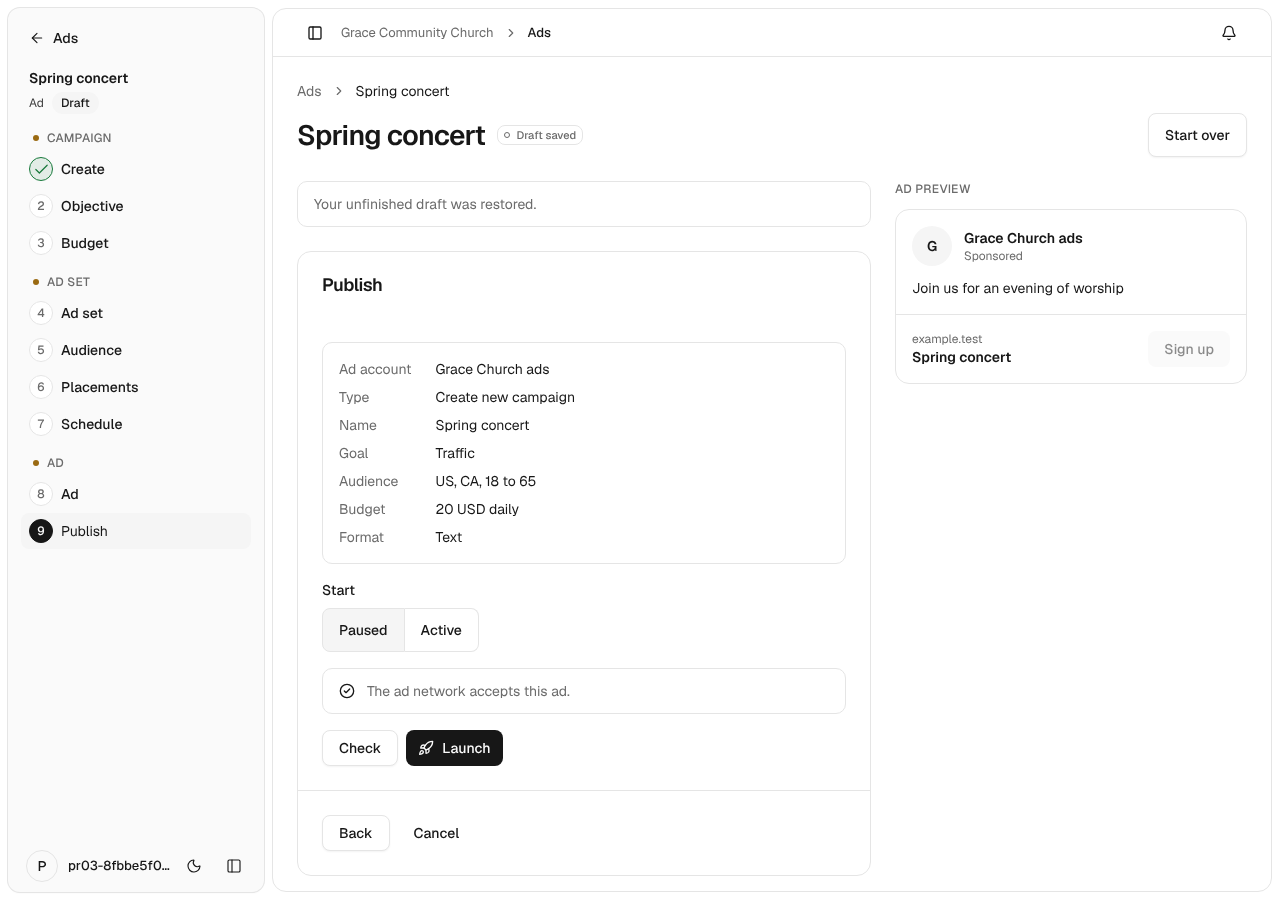 Ads
Spring concert
Ad Draft
CAMPAIGN
Create
2 Objective
3 Budget
AD SET
4 Ad set
5 Audience
6 Placements
7 Schedule
AD
8 Ad
9 Publish
P pr03-8fbbe5f0...
Grace Community Church > Ads
Ads > Spring concert
Spring concert Draft saved
Start over
Your unfinished draft was restored.
Publish
Ad account Grace Church ads
Type Create new campaign
Name Spring concert
Goal Traffic
Audience US, CA, 18 to 65
Budget 20 USD daily
Format Text
Start
Paused Active
The ad network accepts this ad.
Check Launch
Back Cancel
AD PREVIEW
G Grace Church ads
Sponsored
Join us for an evening of worship
example.test
Spring concert
Sign up